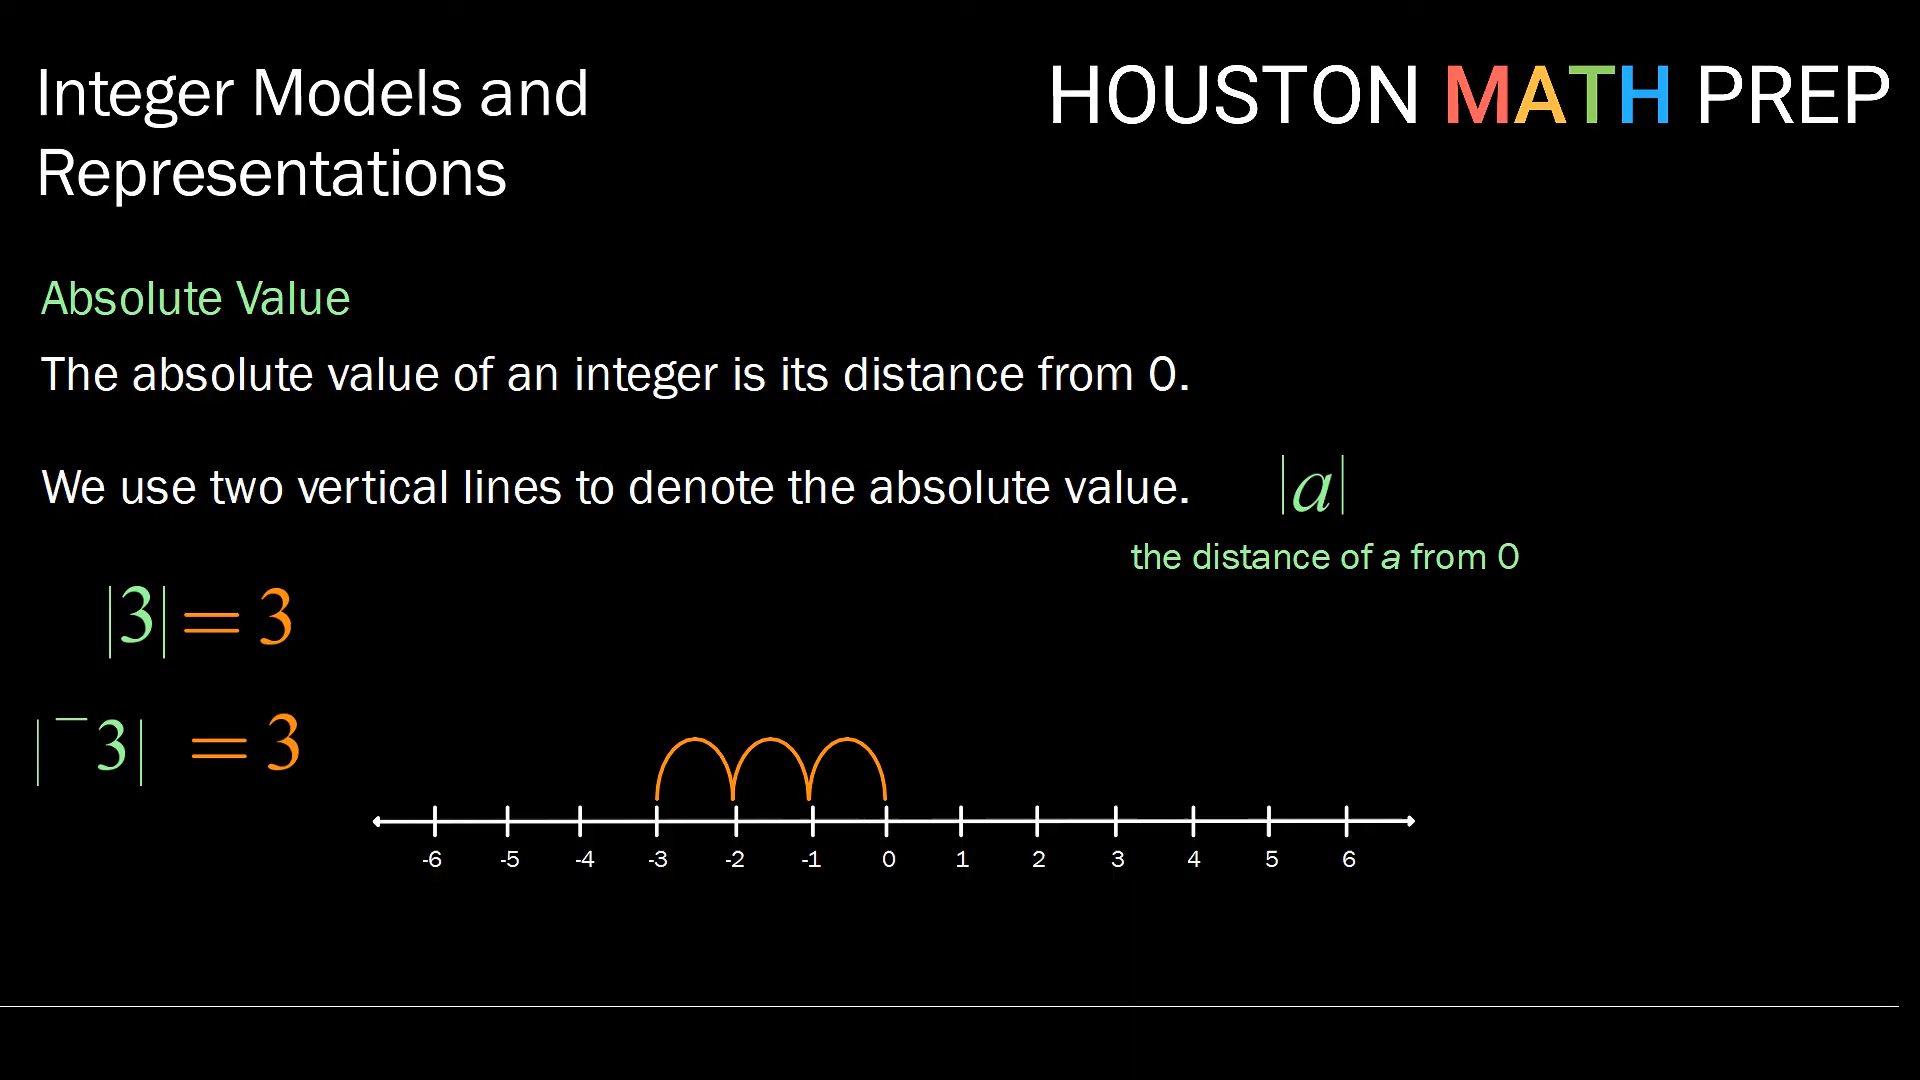 Integer Models and
Representations
HOUSTON MATH PREP
Absolute Value
The absolute value of an integer is its distance from 0.
We use two vertical lines to denote the absolute value. |a|
the distance of a from 0
|3| = 3
|⁻3| = 3
-6 -5 -4 -3 -2 -1 0 1 2 3 4 5 6